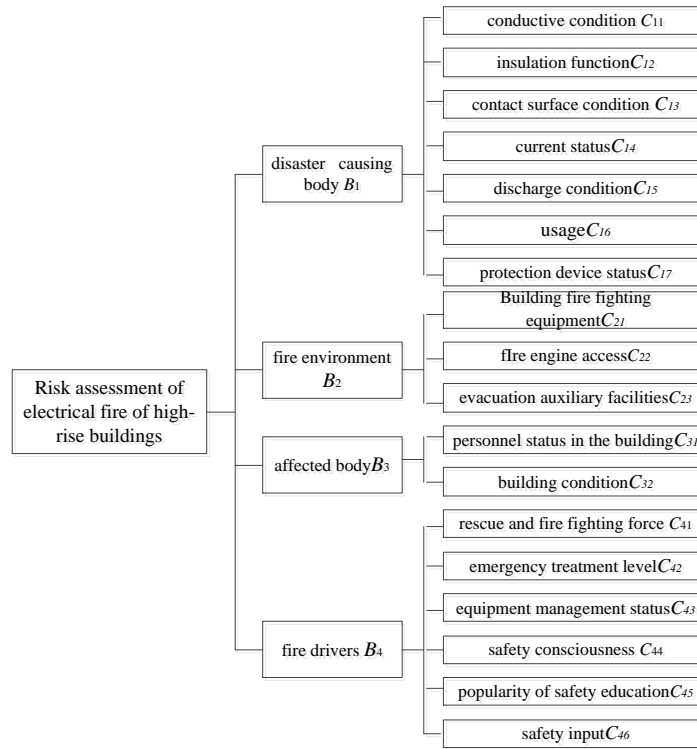 Risk assessment of
electrical fire of high-
rise buildings
disaster causing
body B1
conductive condition C11
insulation functionC12
contact surface condition C13
current statusC14
discharge conditionC15
usageC16
protection device statusC17
fire environment
B2
Building fire fighting
equipmentC21
fIre engine accessC22
evacuation auxiliary facilitiesC23
affected bodyB3
personnel status in the buildingC31
building conditionC32
fire drivers B4
rescue and fire fighting force C41
emergency treatment levelC42
equipment management statusC43
safety consciousness C44
popularity of safety educationC45
safety inputC46